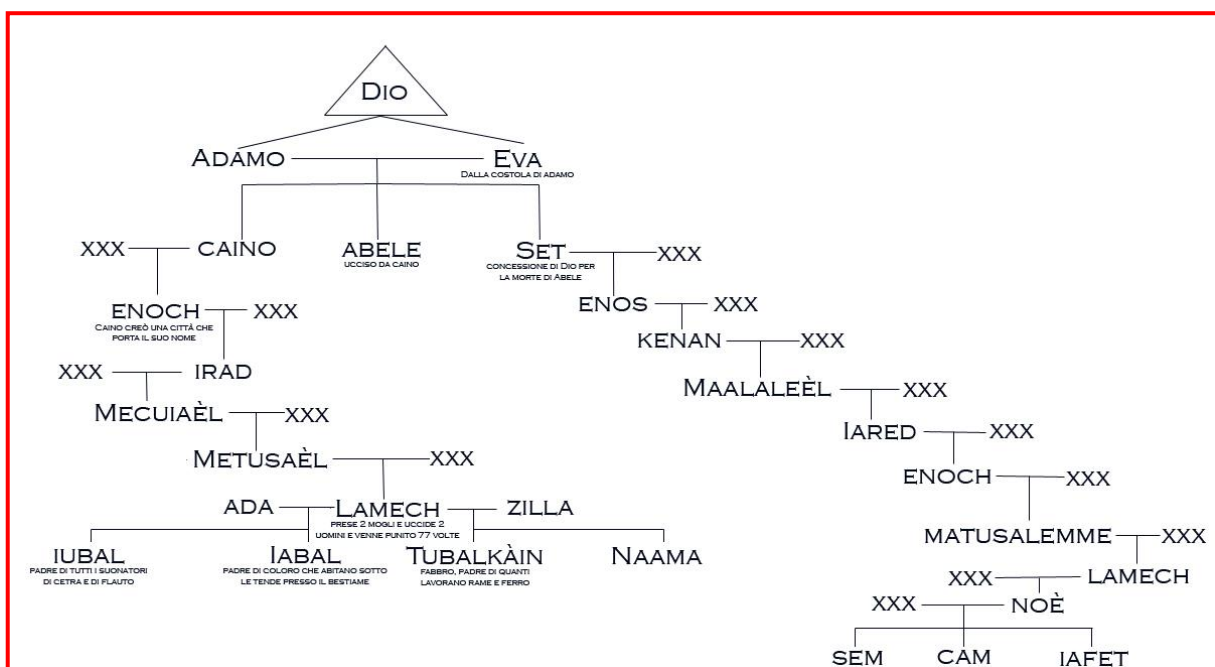 DIO
ADAMO
EVA
DALLA COSTOLA DI ADAMO
XXX
CAINO
ABELE
UCCISO DA CAINO
SET
CONCESSIONE DI DIO PER
LA MORTE DI ABELE
XXX
ENOCH
CAINO CREÒ UNA CITTÀ CHE
PORTA IL SUO NOME
XXX
ENOS
XXX
KENAN
XXX
XXX
IRAD
MAALALEÈL
XXX
MECUIAÈL
XXX
IARED
XXX
METUSAÈL
XXX
ENOCH
XXX
ADA
LAMECH
PRESE 2 MOGLI E UCCIDE 2
UOMINI E VENNE PUNITO 77 VOLTE
ZILLA
MATUSALEMME
XXX
IUBAL
PADRE DI TUTTI I SUONATORI
DI CETRA E DI FLAUTO
IABAL
PADRE DI COLORO CHE ABITANO SOTTO
LE TENDE PRESSO IL BESTIAME
TUBALKÀIN
FABBRO, PADRE DI QUANTI
LAVORANO RAME E FERRO
NAAMA
XXX
LAMECH
XXX
NOÈ
SEM
CAM
IAFET